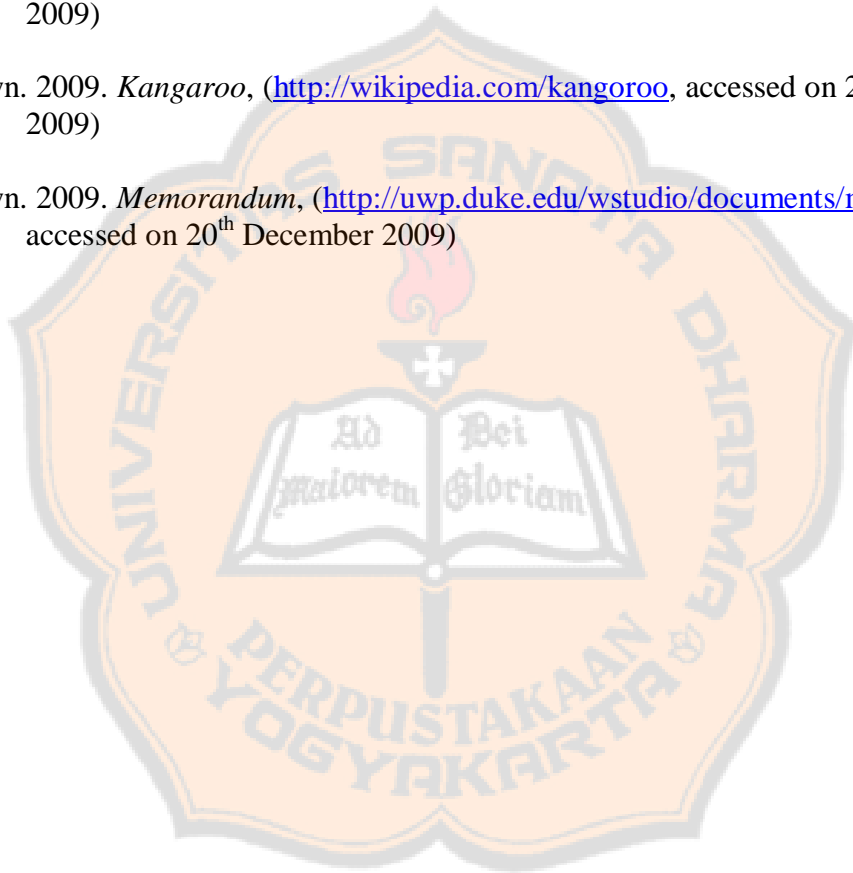 2009)
wn. 2009. Kangaroo, (http://wikipedia.com/kangoroo, accessed on 2
2009)
wn. 2009. Memorandum, (http://uwp.duke.edu/wstudio/documents/
accessed on 20th December 2009)
UNIVERSITAS SANATA DHARMA
Ad
maiorem
Dei
Gloriam
PERPUSTAKAAN
YOGYAKARTA